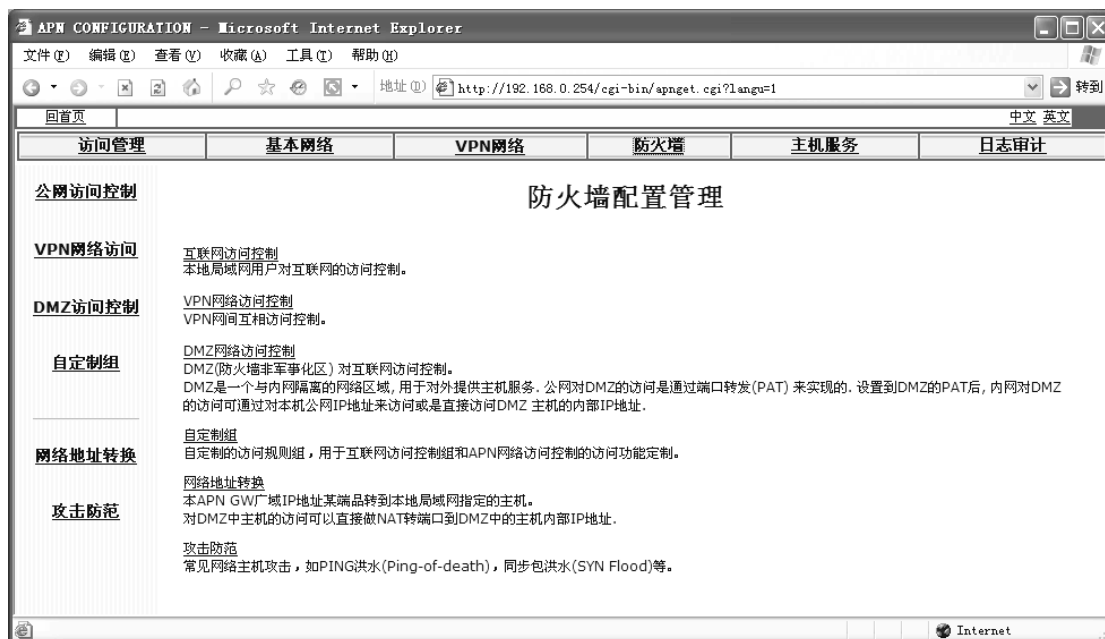 APN CONFIGURATION - Microsoft Internet Explorer
文件(F) 编辑(E) 查看(V) 收藏(A) 工具(T) 帮助(H)
地址(D) http://192.168.0.254/cgi-bin/apnget.cgi?langu=1 转到
回首页 中文 英文
访问管理 基本网络 VPN网络 防火墙 主机服务 日志审计
公网访问控制
VPN网络访问
DMZ访问控制
自定制组
网络地址转换
攻击防范
防火墙配置管理
互联网访问控制
本地局域网用户对互联网的访问控制。
VPN网络访问控制
VPN网间互相访问控制。
DMZ网络访问控制
DMZ(防火墙非军事化区) 对互联网访问控制。
DMZ是一个与内网隔离的网络区域, 用于对外提供主机服务. 公网对DMZ的访问是通过端口转发(PAT) 来实现的. 设置到DMZ的PAT后, 内网对DMZ
的访问可通过对本机公网IP地址来访问或是直接访问DMZ 主机的内部IP地址.
自定制组
自定制的访问规则组，用于互联网访问控制组和APN网络访问控制的访问功能定制。
网络地址转换
本APN GW广域IP地址某端品转到本地局域网指定的主机。
对DMZ中主机的访问可以直接做NAT转端口到DMZ中的主机内部IP地址.
攻击防范
常见网络主机攻击，如PING洪水(Ping-of-death)，同步包洪水(SYN Flood)等。
Internet